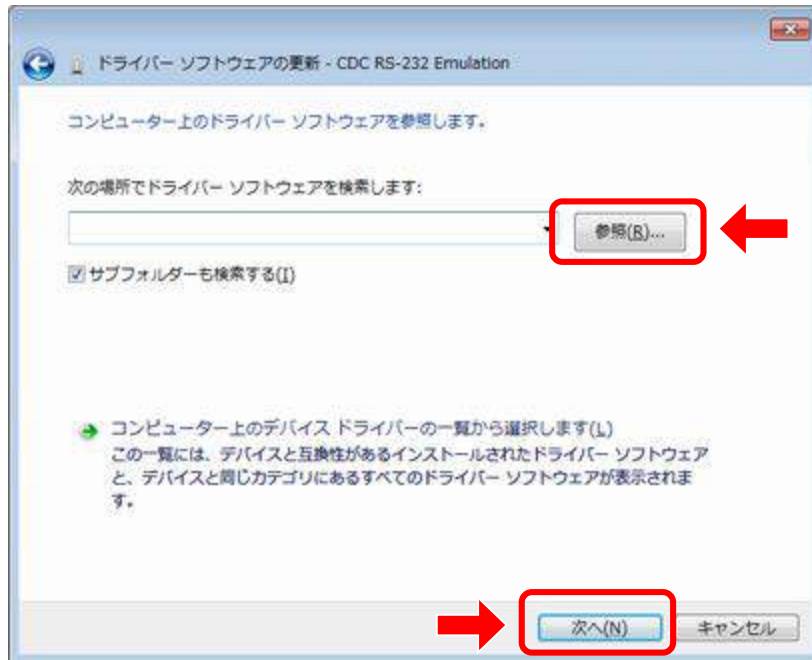 ドライバー ソフトウェアの更新 - CDC RS-232 Emulation
コンピューター上のドライバー ソフトウェアを参照します。
次の場所でドライバー ソフトウェアを検索します:
参照(R)...
サブフォルダーも検索する(I)
コンピューター上のデバイス ドライバーの一覧から選択します(L)
この一覧には、デバイスと互換性があるインストールされたドライバー ソフトウェア
と、デバイスと同じカテゴリにあるすべてのドライバー ソフトウェアが表示されま
す。
次へ(N) キャンセル